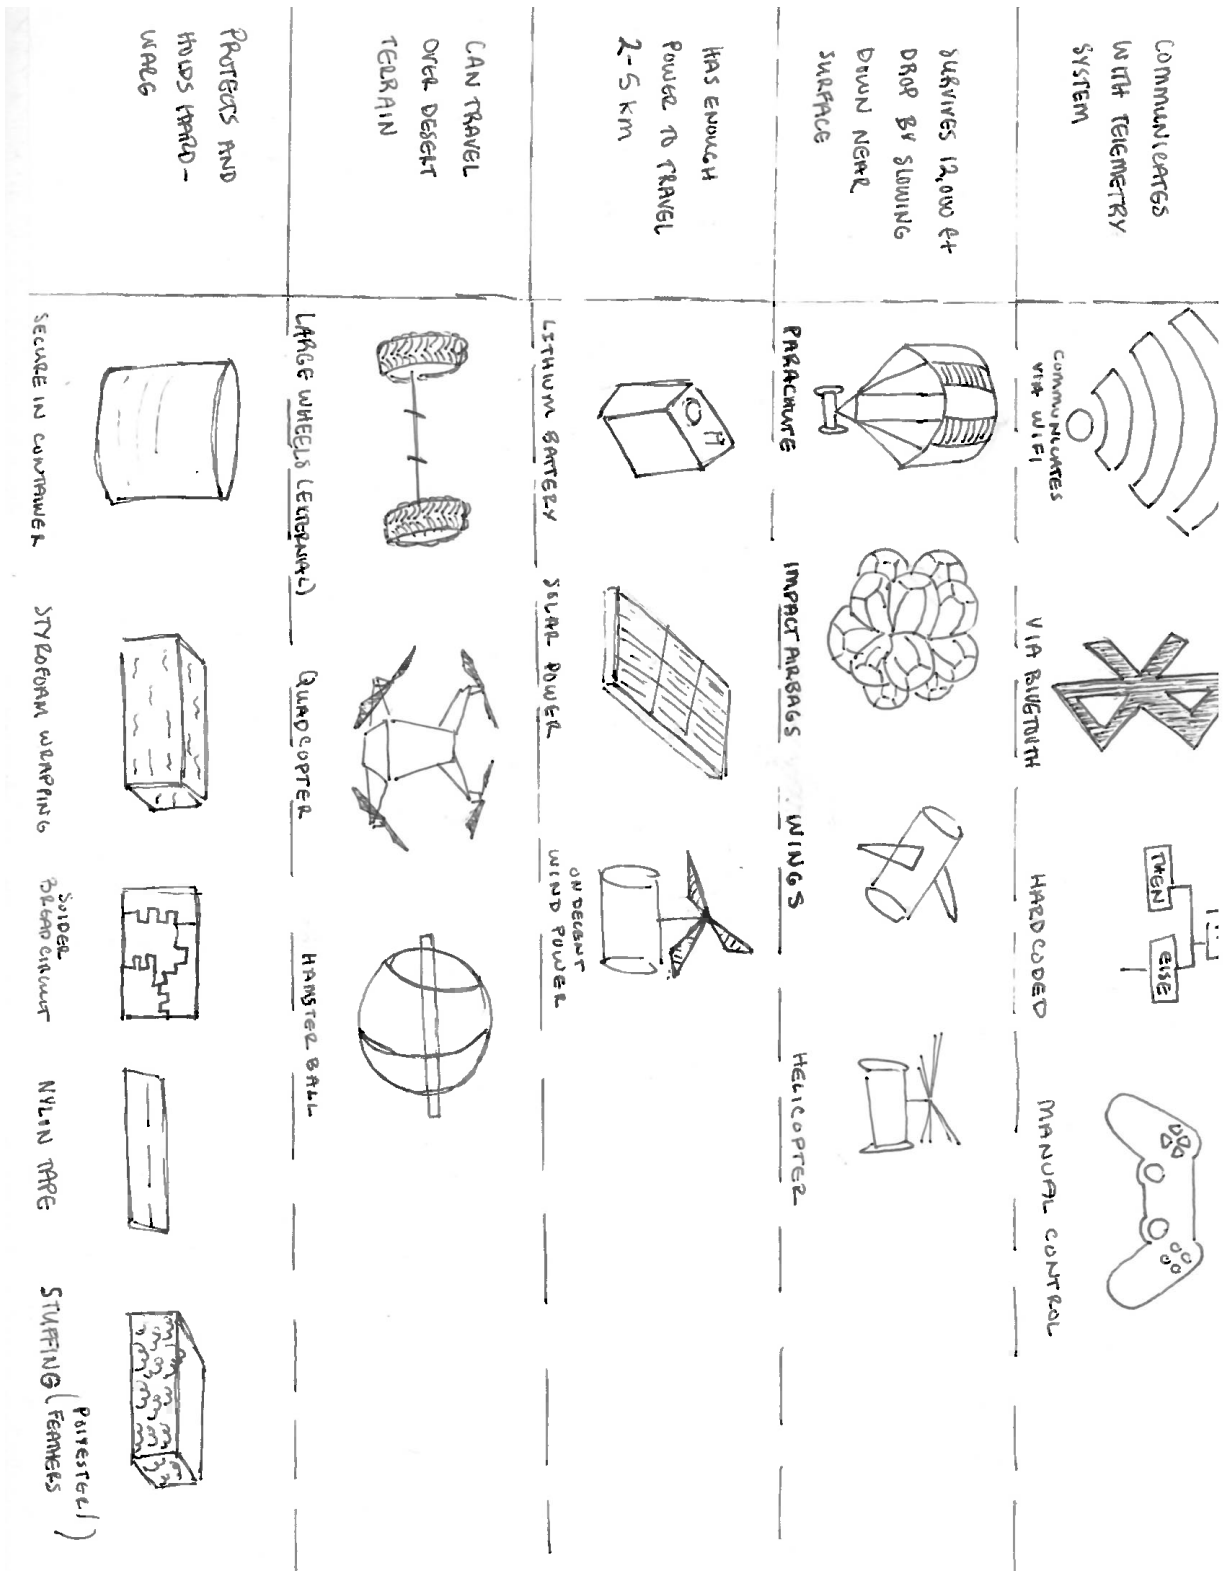 COMMUNICATES
WITH TELEMETRY
SYSTEM
COMMUNICATES
VIA WIFI
VIA BLUETOOTH
THEN
ELSE
HARD CODED
MANUAL CONTROL
SURVIVES 12,000 ft
DROP BY SLOWING
DOWN NEAR
SURFACE
PARACHUTE
IMPACT AIRBAGS
WINGS
HELICOPTER
HAS ENOUGH
POWER TO TRAVEL
2-5 KM
LITHIUM BATTERY
SOLAR POWER
ON DECENT
WIND POWER
CAN TRAVEL
OVER DESERT
TERRAIN
LARGE WHEELS (EXTERNIAL)
QUADCOPTER
HAMSTER BALL
PROTECTS AND
HOLDS HARD-
WARE
SECURE IN CONTAINER
STYROFOAM WRAPPING
SOLDER
BREAD CIRCUIT
NYLON TAPE
STUFFING (POLYESTER/
FEATHERS)